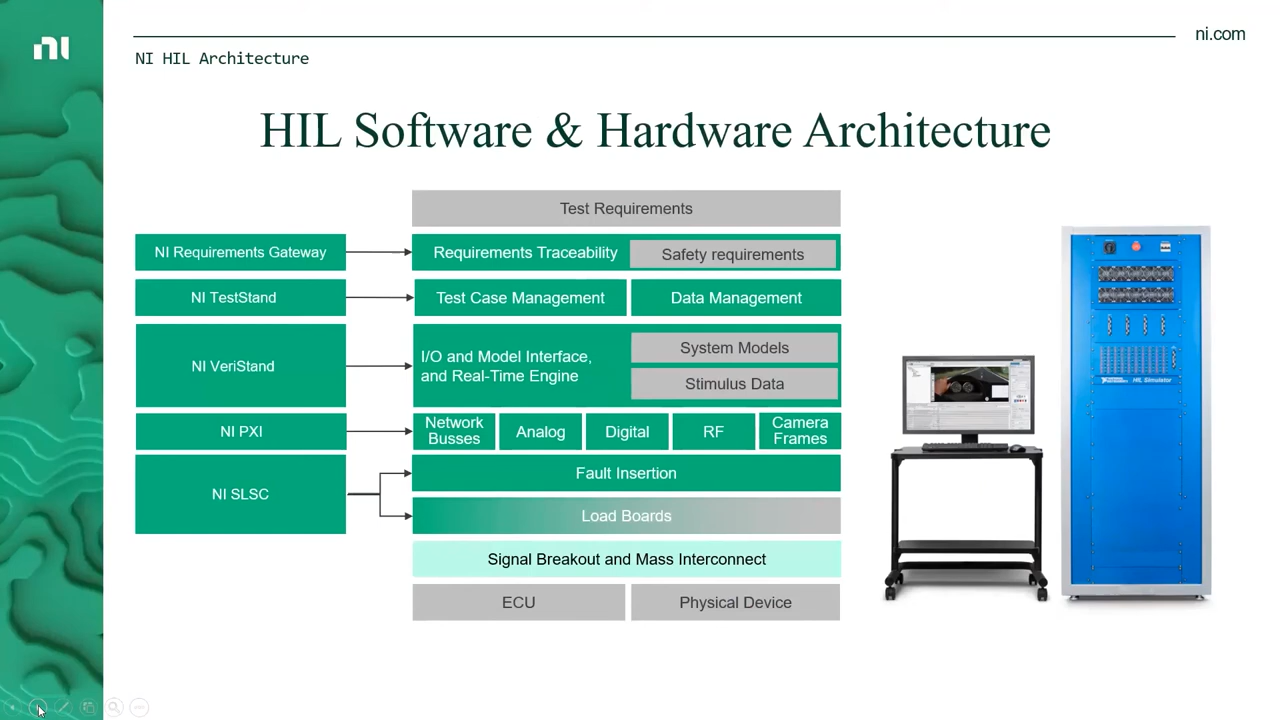 ni
ni.com
NI HIL Architecture
HIL Software & Hardware Architecture
Test Requirements
NI Requirements Gateway
Requirements Traceability
Safety requirements
NI TestStand
Test Case Management
Data Management
NI VeriStand
I/O and Model Interface,
and Real-Time Engine
System Models
Stimulus Data
NI PXI
Network
Busses
Analog
Digital
RF
Camera
Frames
NI SLSC
Fault Insertion
Load Boards
Signal Breakout and Mass Interconnect
ECU
Physical Device
HIL Simulator